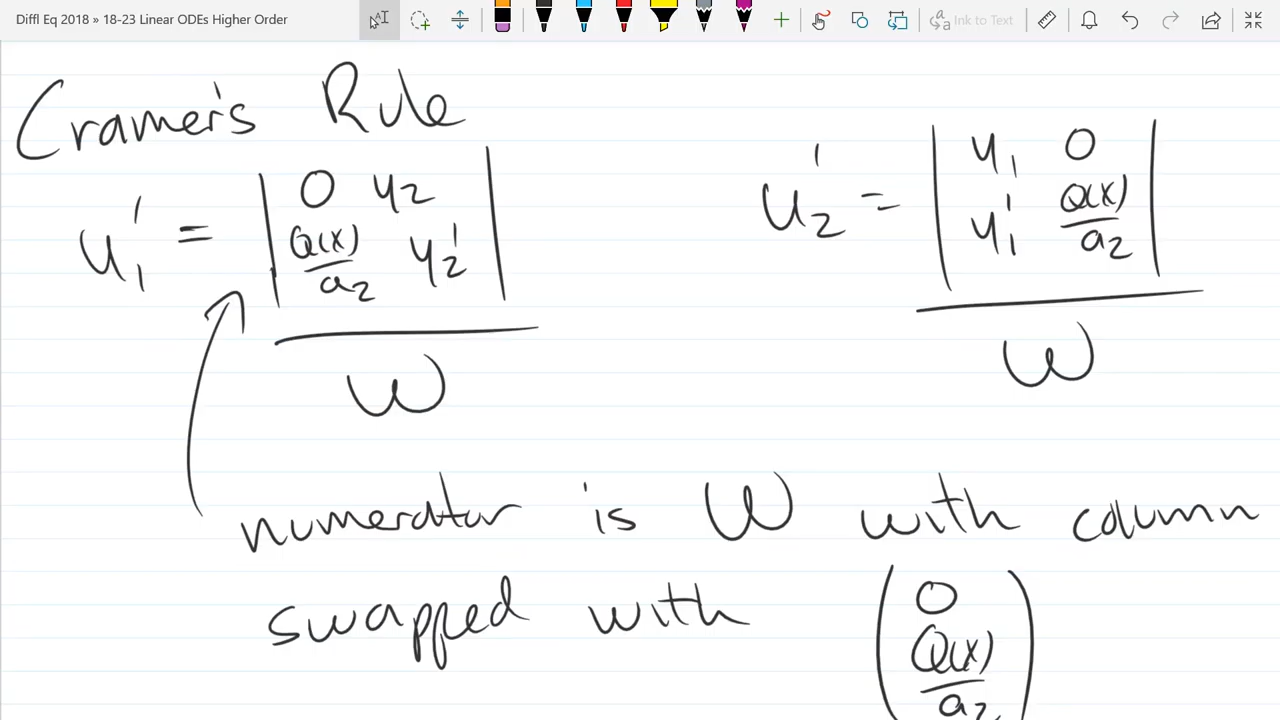 Diffl Eq 2018 » 18-23 Linear ODEs Higher Order
Ink to Text
Cramer's Rule
u₁' = | 0 y₂ ; Q(x)/a₂ y₂' | / W
u₂' = | y₁ 0 ; y₁' Q(x)/a₂ | / W
numerator is W with column
swapped with ( 0 ; Q(x)/a₂ )